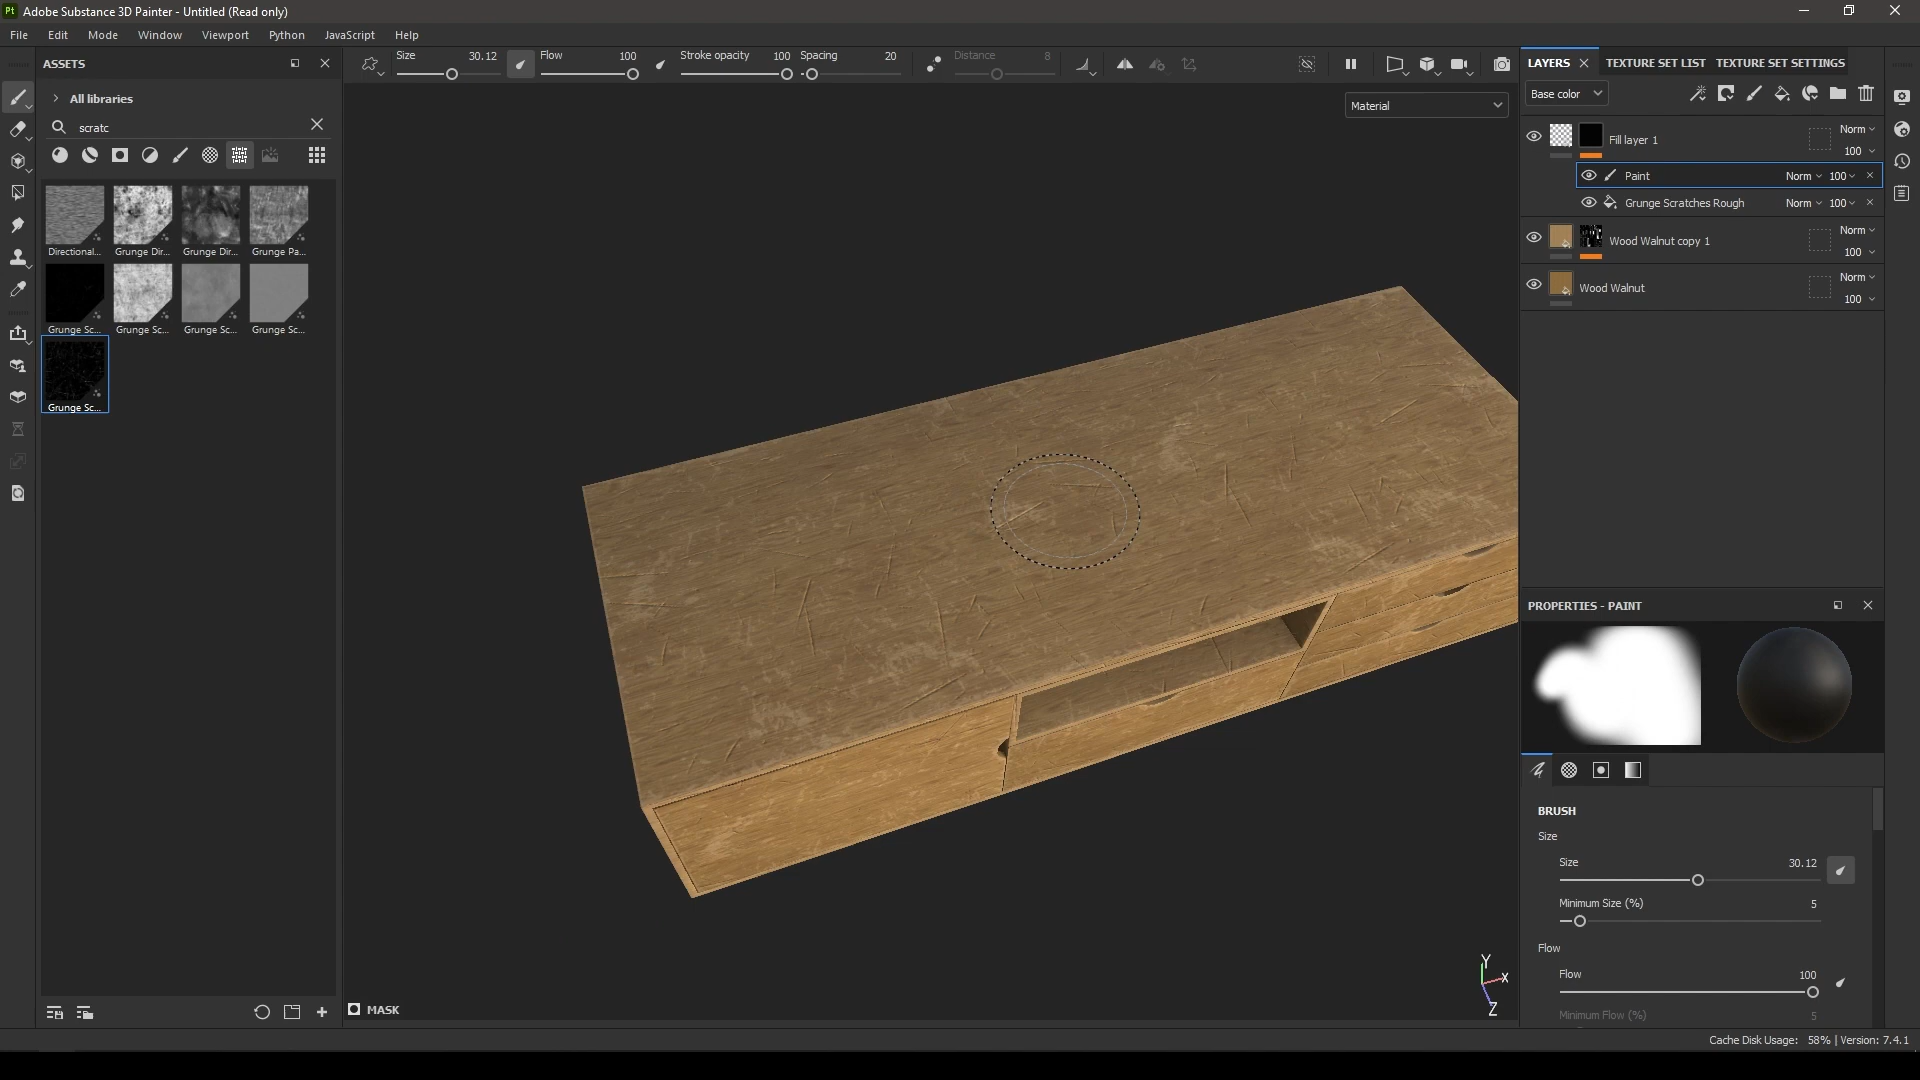 Pt Adobe Substance 3D Painter - Untitled (Read only)
File Edit Mode Window Viewport Python JavaScript Help
ASSETS
Size 30.12 Flow 100 Stroke opacity 100 Spacing 20 Distance 8
All libraries
scratc
Directional... Grunge Dir... Grunge Dir... Grunge Pa...
Grunge Sc... Grunge Sc... Grunge Sc... Grunge Sc...
Grunge Sc...
Material
MASK
Y
X
Z
LAYERS TEXTURE SET LIST TEXTURE SET SETTINGS
Base color
Fill layer 1 Norm
100
Paint Norm 100
Grunge Scratches Rough Norm 100
Wood Walnut copy 1 Norm
100
Wood Walnut Norm
100
PROPERTIES - PAINT
BRUSH
Size
Size 30.12
Minimum Size (%) 5
Flow
Flow 100
Minimum Flow (%) 5
Cache Disk Usage: 58% | Version: 7.4.1